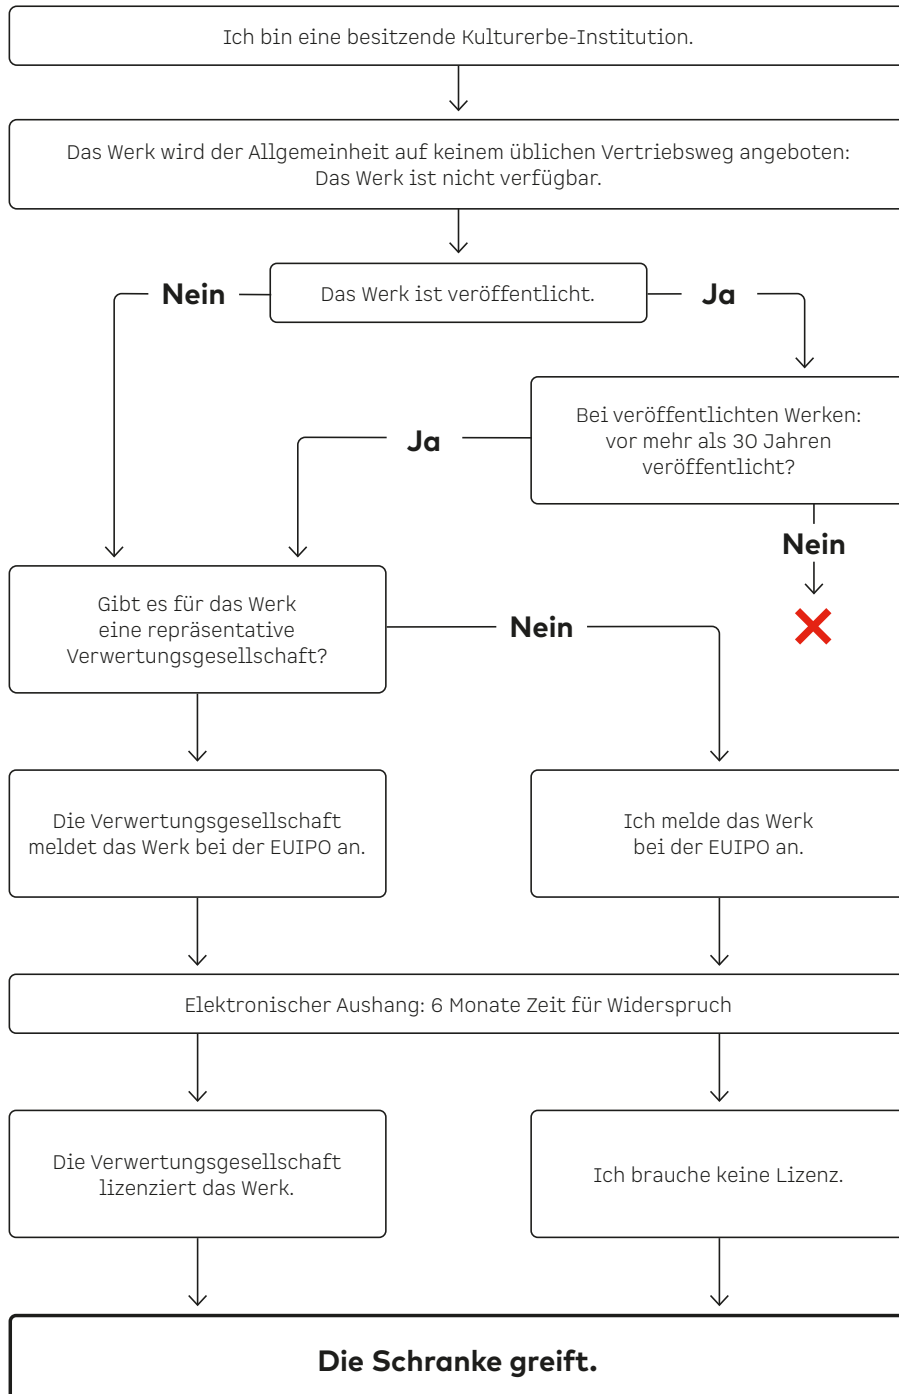 Ich bin eine besitzende Kulturerbe-Institution.
Das Werk wird der Allgemeinheit auf keinem üblichen Vertriebsweg angeboten:
Das Werk ist nicht verfügbar.
Nein
Das Werk ist veröffentlicht.
Ja
Bei veröffentlichten Werken:
vor mehr als 30 Jahren
veröffentlicht?
Ja
Nein
Gibt es für das Werk
eine repräsentative
Verwertungsgesellschaft?
Nein
Die Verwertungsgesellschaft
meldet das Werk bei der EUIPO an.
Ich melde das Werk
bei der EUIPO an.
Elektronischer Aushang: 6 Monate Zeit für Widerspruch
Die Verwertungsgesellschaft
lizenziert das Werk.
Ich brauche keine Lizenz.
Die Schranke greift.